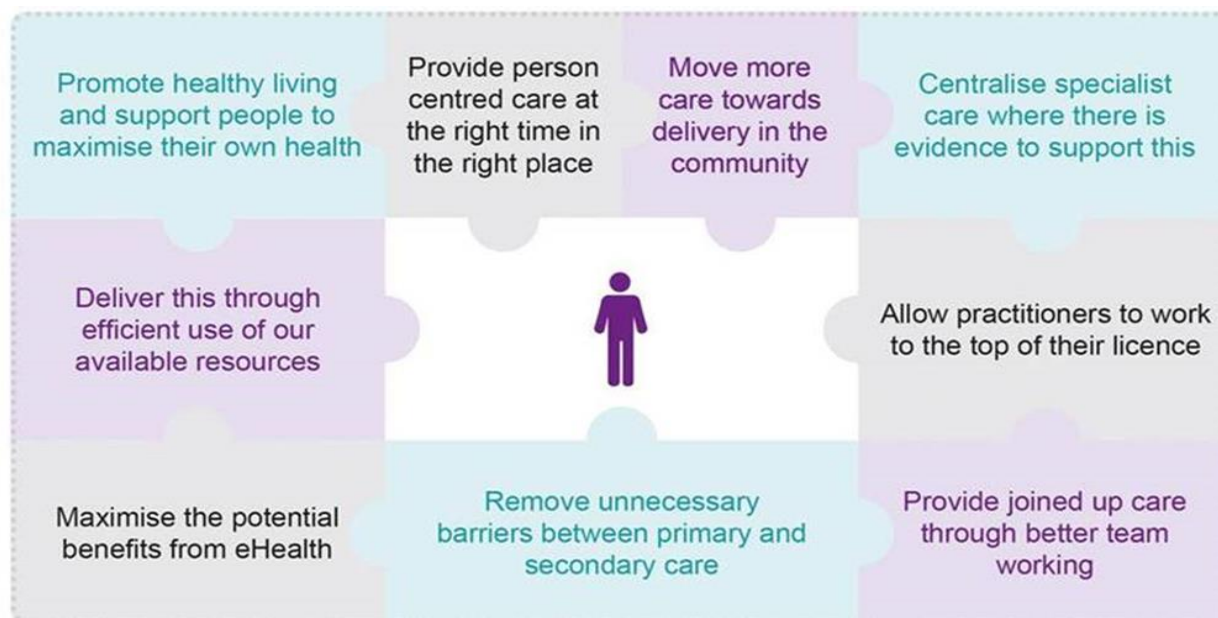 Promote healthy living
and support people to
maximise their own health
Provide person
centred care at
the right time in
the right place
Move more
care towards
delivery in the
community
Centralise specialist
care where there is
evidence to support this
Deliver this through
efficient use of our
available resources
Allow practitioners to work
to the top of their licence
Maximise the potential
benefits from eHealth
Remove unnecessary
barriers between primary and
secondary care
Provide joined up care
through better team
working